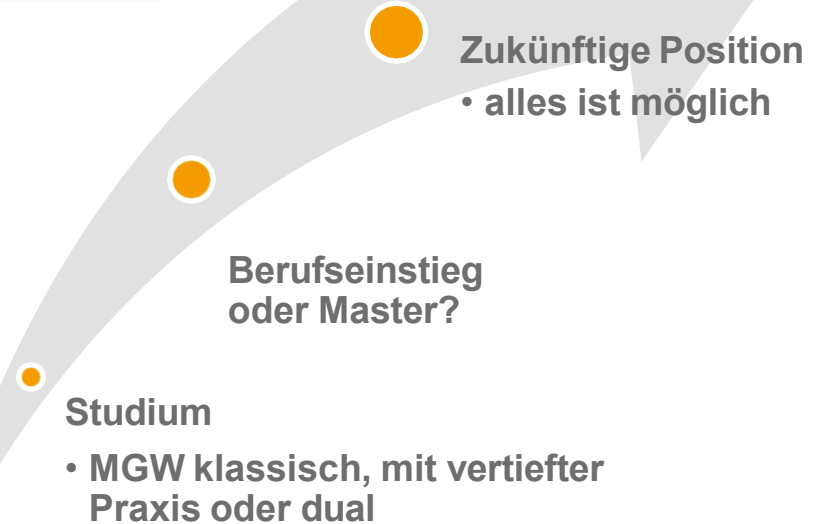 Zukünftige Position
• alles ist möglich
Berufseinstieg
oder Master?
Studium
• MGW klassisch, mit vertiefter
Praxis oder dual